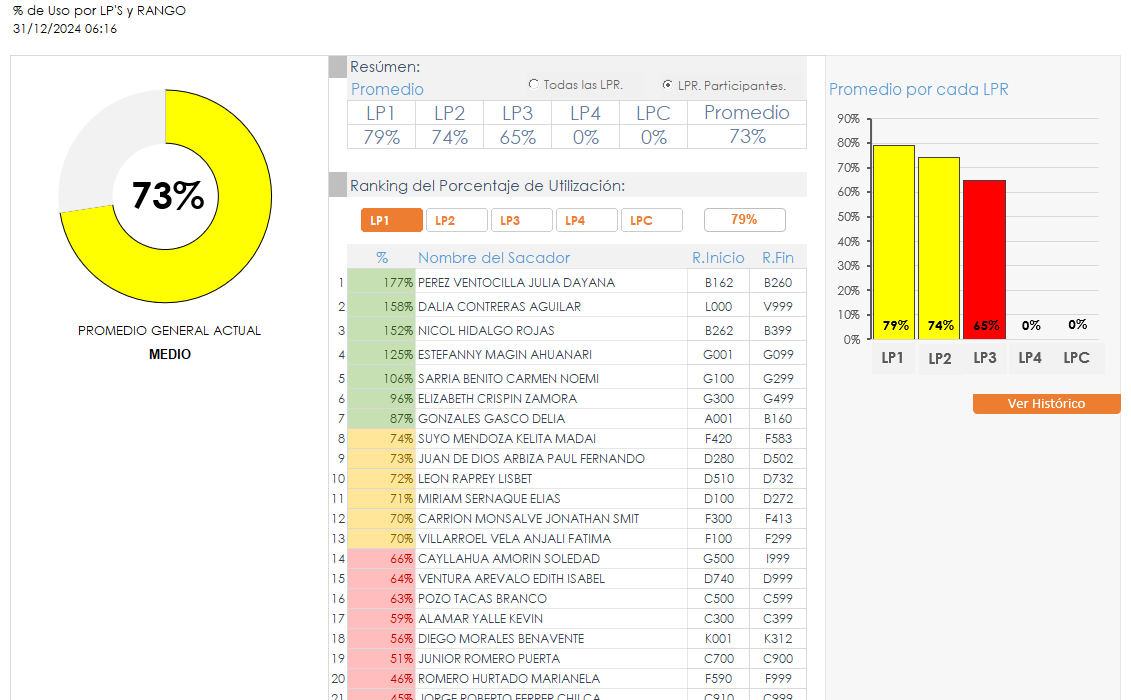 % de Uso por LP'S y RANGO
31/12/2024 06:16
73%
PROMEDIO GENERAL ACTUAL
MEDIO
Resúmen:
Promedio
Todas las LPR.
LPR. Participantes.
LP1 LP2 LP3 LP4 LPC Promedio
79% 74% 65% 0% 0% 73%
Ranking del Porcentaje de Utilización:
LP1 LP2 LP3 LP4 LPC 79%
% Nombre del Sacador R.Inicio R.Fin
1 177% PEREZ VENTOCILLA JULIA DAYANA B162 B260
2 158% DALIA CONTRERAS AGUILAR L000 V999
3 152% NICOL HIDALGO ROJAS B262 B399
4 125% ESTEFANNY MAGIN AHUANARI G001 G099
5 106% SARRIA BENITO CARMEN NOEMI G100 G299
6 96% ELIZABETH CRISPIN ZAMORA G300 G499
7 87% GONZALES GASCO DELIA A001 B160
8 74% SUYO MENDOZA KELITA MADAI F420 F583
9 73% JUAN DE DIOS ARBIZA PAUL FERNANDO D280 D502
10 72% LEON RAPREY LISBET D510 D732
11 71% MIRIAM SERNAQUE ELIAS D100 D272
12 70% CARRION MONSALVE JONATHAN SMIT F300 F413
13 70% VILLARROEL VELA ANJALI FATIMA F100 F299
14 66% CAYLLAHUA AMORIN SOLEDAD G500 I999
15 64% VENTURA AREVALO EDITH ISABEL D740 D999
16 63% POZO TACAS BRANCO C500 C599
17 59% ALAMAR YALLE KEVIN C300 C399
18 56% DIEGO MORALES BENAVENTE K001 K312
19 51% JUNIOR ROMERO PUERTA C700 C900
20 46% ROMERO HURTADO MARIANELA F590 F999
21 45% JORGE ROBERTO FERRER CHILCA C910 C999
Promedio por cada LPR
90%
80%
70%
60%
50%
40%
30%
20%
10%
0%
79% 74% 65% 0% 0%
LP1 LP2 LP3 LP4 LPC
Ver Histórico